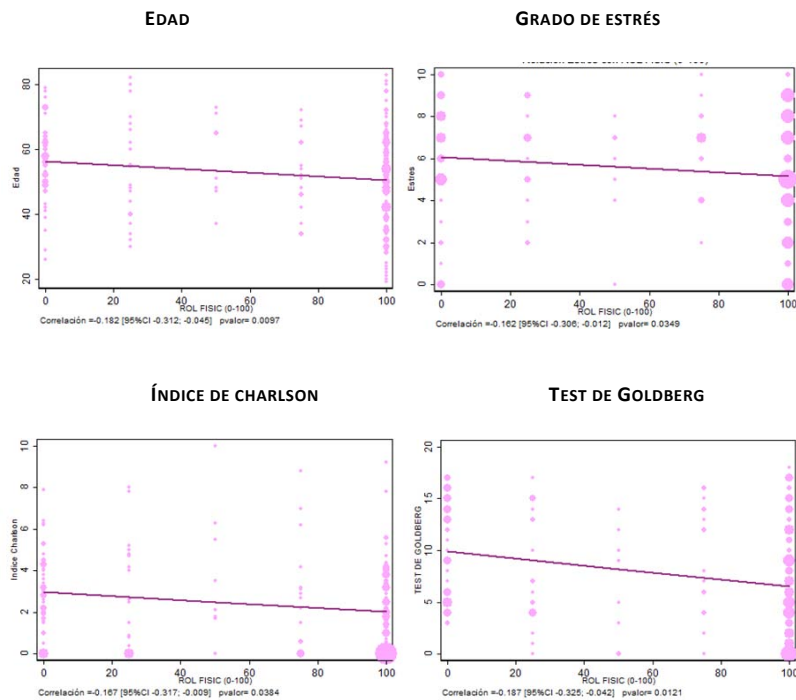 EDAD
GRADO DE ESTRÉS
80
60
40
20
Edad
0 20 40 60 80 100
ROL FISIC (0-100)
Correlación =-0.182 [95%CI -0.312; -0.045] pvalor= 0.0097
10
8
6
4
2
0
Estres
0 20 40 60 80 100
ROL FISIC (0-100)
Correlación =-0.162 [95%CI -0.306; -0.012] pvalor= 0.0349
ÍNDICE DE CHARLSON
TEST DE GOLDBERG
10
8
6
4
2
0
Indice Charlson
0 20 40 60 80 100
ROL FISIC (0-100)
Correlación =-0.167 [95%CI -0.317; -0.009] pvalor= 0.0384
20
15
10
5
0
TEST DE GOLDBERG
0 20 40 60 80 100
ROL FISIC (0-100)
Correlación =-0.187 [95%CI -0.325; -0.042] pvalor= 0.0121